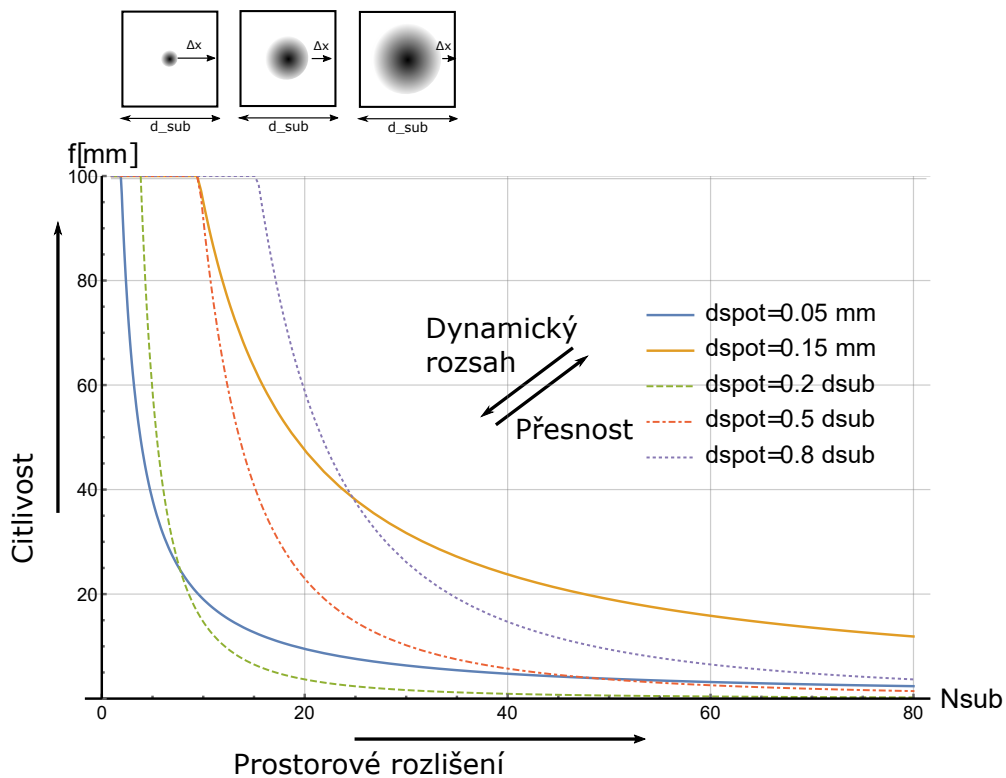 Δx
Δx
Δx
d_sub
d_sub
d_sub
f[mm]
100
80
60
40
20
0
20
40
60
80
Nsub
Citlivost
Dynamický
rozsah
Přesnost
dspot=0.05 mm
dspot=0.15 mm
dspot=0.2 dsub
dspot=0.5 dsub
dspot=0.8 dsub
Prostorové rozlišení